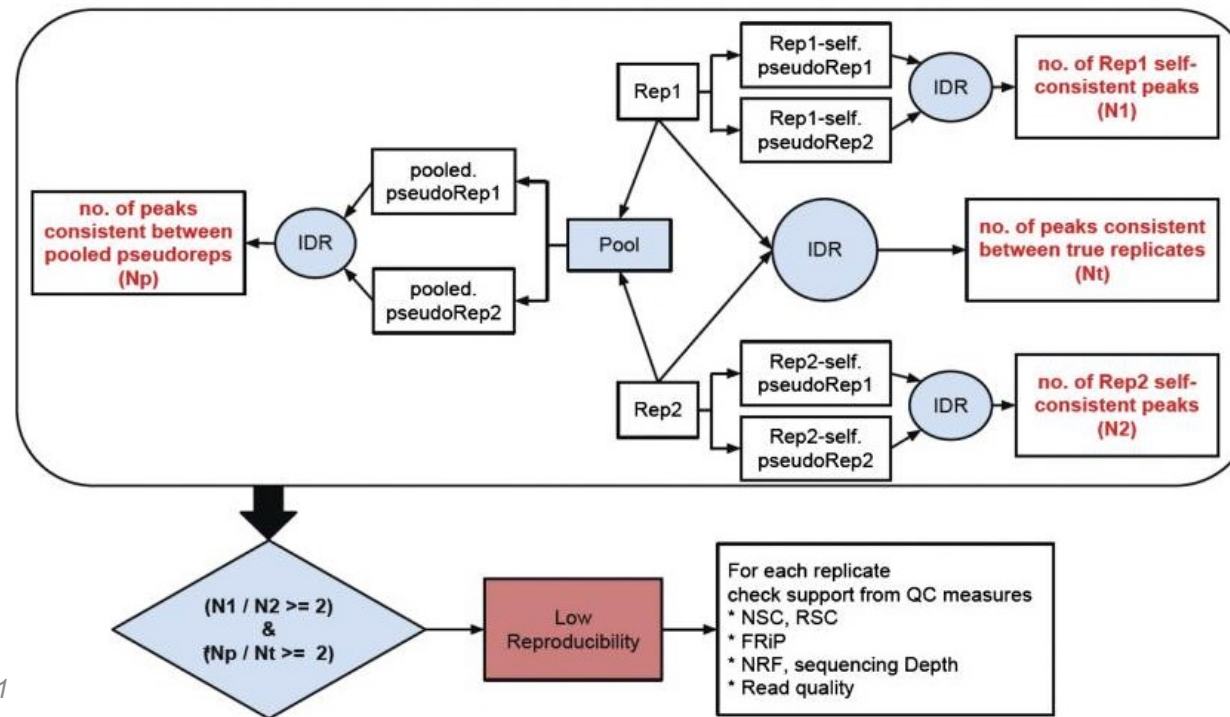 Rep1
Rep1-self.
pseudoRep1
Rep1-self.
pseudoRep2
IDR
no. of Rep1 self-
consistent peaks
(N1)
no. of peaks
consistent between
pooled pseudoreps
(Np)
IDR
pooled.
pseudoRep1
pooled.
pseudoRep2
Pool
IDR
no. of peaks consistent
between true replicates
(Nt)
Rep2
Rep2-self.
pseudoRep1
Rep2-self.
pseudoRep2
IDR
no. of Rep2 self-
consistent peaks
(N2)
(N1 / N2 >= 2)
&
(Np / Nt >= 2)
Low
Reproducibility
For each replicate
check support from QC measures
* NSC, RSC
* FRiP
* NRF, sequencing Depth
* Read quality
1